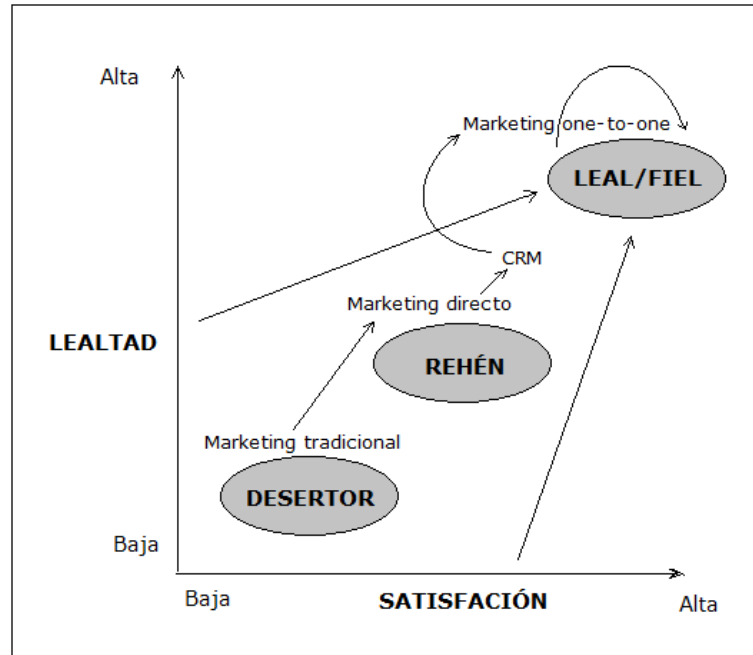 Alta
Marketing one-to-one
LEAL/FIEL
CRM
Marketing directo
LEALTAD
REHÉN
Marketing tradicional
DESERTOR
Baja
Baja
SATISFACIÓN
Alta